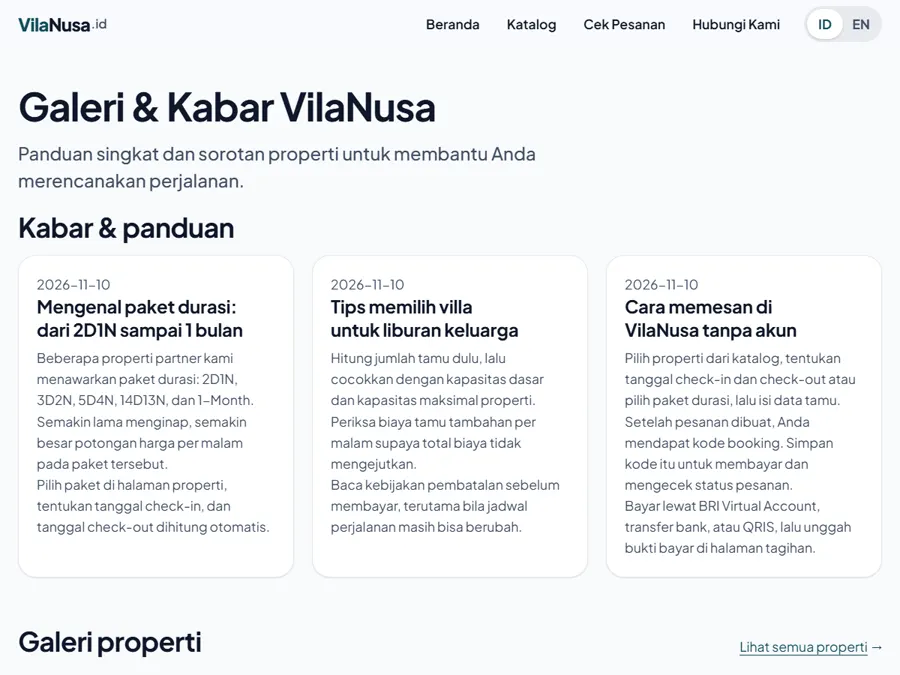 VilaNusa.id
Beranda
Katalog
Cek Pesanan
Hubungi Kami
ID
EN
Galeri & Kabar VilaNusa
Panduan singkat dan sorotan properti untuk membantu Anda
merencanakan perjalanan.
Kabar & panduan
2026-11-10
Mengenal paket durasi:
dari 2D1N sampai 1 bulan
Beberapa properti partner kami
menawarkan paket durasi: 2D1N,
3D2N, 5D4N, 14D13N, dan 1-Month.
Semakin lama menginap, semakin
besar potongan harga per malam
pada paket tersebut.
Pilih paket di halaman properti,
tentukan tanggal check-in, dan
tanggal check-out dihitung otomatis.
2026-11-10
Tips memilih villa
untuk liburan keluarga
Hitung jumlah tamu dulu, lalu
cocokkan dengan kapasitas dasar
dan kapasitas maksimal properti.
Periksa biaya tamu tambahan per
malam supaya total biaya tidak
mengejutkan.
Baca kebijakan pembatalan sebelum
membayar, terutama bila jadwal
perjalanan masih bisa berubah.
2026-11-10
Cara memesan di
VilaNusa tanpa akun
Pilih properti dari katalog, tentukan
tanggal check-in dan check-out atau
pilih paket durasi, lalu isi data tamu.
Setelah pesanan dibuat, Anda
mendapat kode booking. Simpan
kode itu untuk membayar dan
mengecek status pesanan.
Bayar lewat BRI Virtual Account,
transfer bank, atau QRIS, lalu unggah
bukti bayar di halaman tagihan.
Galeri properti
Lihat semua properti →